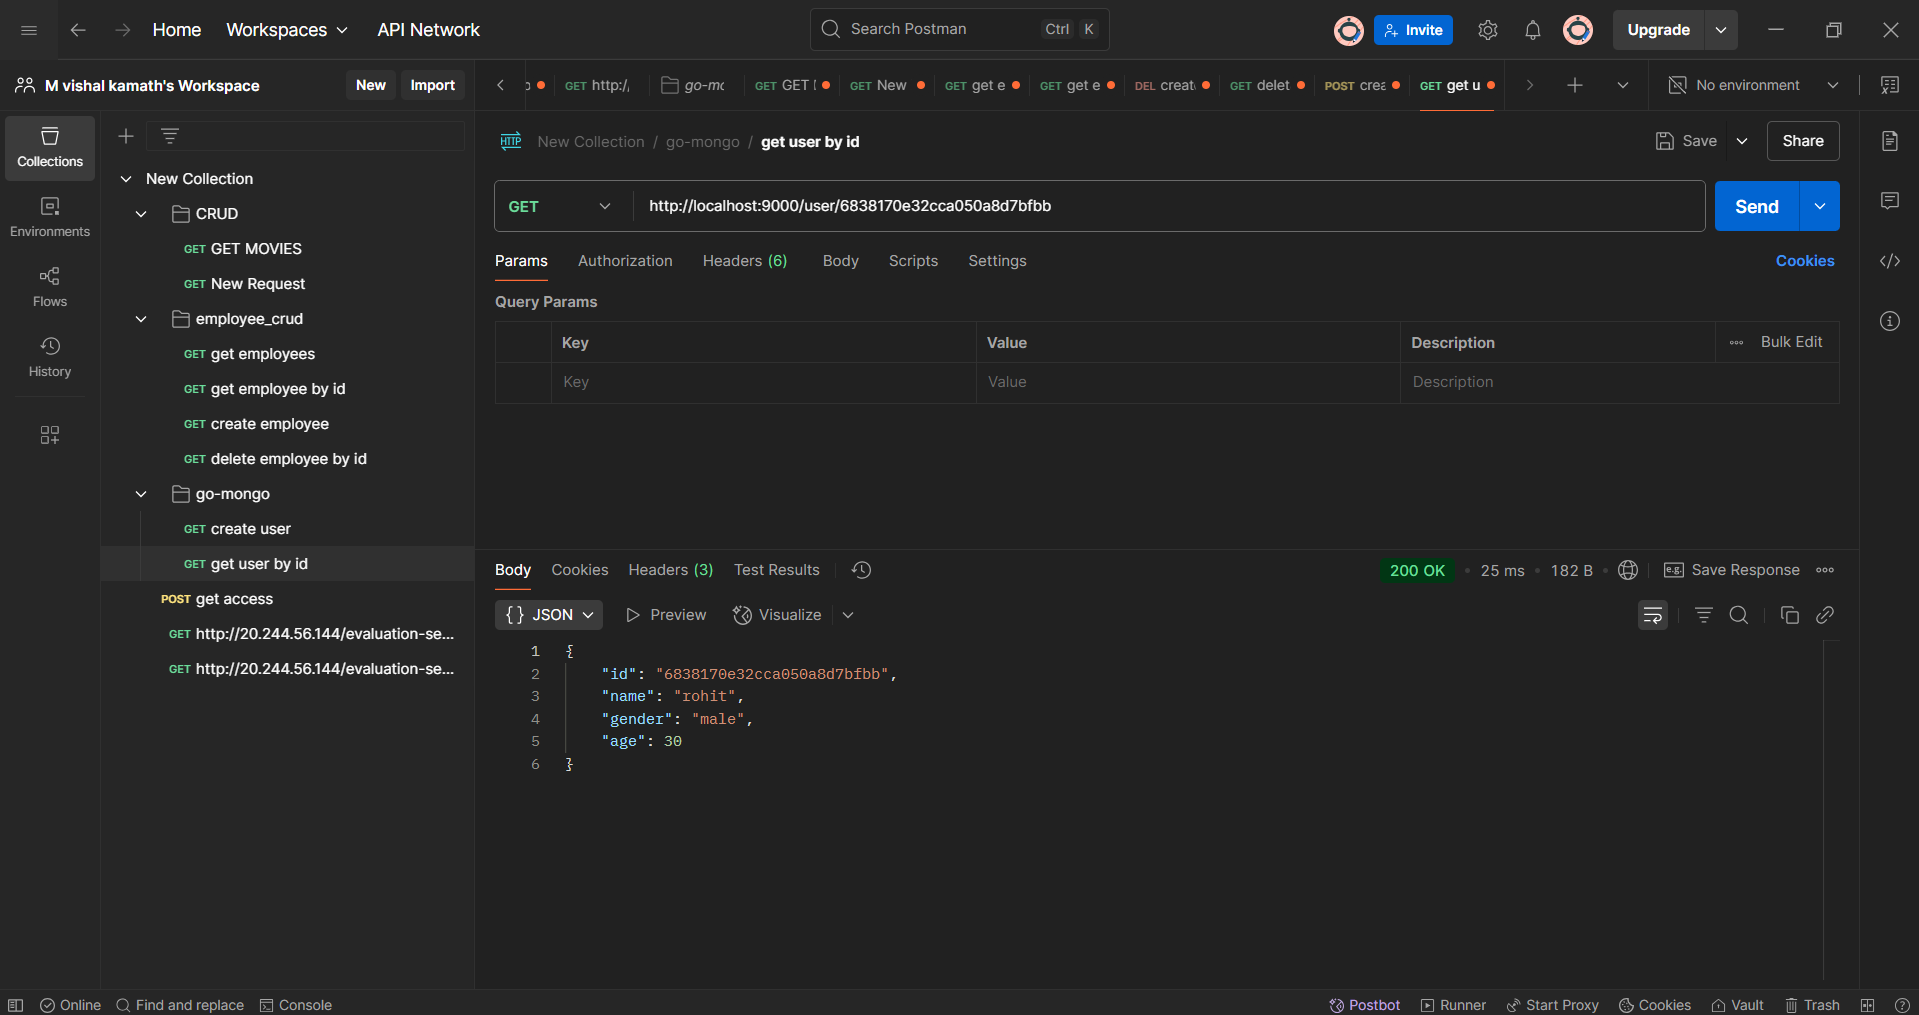 Home Workspaces API Network Search Postman Ctrl K Invite Upgrade
M vishal kamath's Workspace New Import
GET http:/, go-mc GET GET GET New GET get e GET get e DEL creat GET delet POST crea GET get u No environment
Collections
Environments
Flows
History
New Collection
CRUD
GET GET MOVIES
GET New Request
employee_crud
GET get employees
GET get employee by id
GET create employee
GET delete employee by id
go-mongo
GET create user
GET get user by id
POST get access
GET http://20.244.56.144/evaluation-se...
GET http://20.244.56.144/evaluation-se...
HTTP New Collection / go-mongo / get user by id Save Share
GET http://localhost:9000/user/6838170e32cca050a8d7bfbb Send
Params Authorization Headers (6) Body Scripts Settings Cookies
Query Params
Key Value Description Bulk Edit
Key Value Description
Body Cookies Headers (3) Test Results 200 OK 25 ms 182 B e.g. Save Response
{} JSON Preview Visualize
1 {
2 "id": "6838170e32cca050a8d7bfbb",
3 "name": "rohit",
4 "gender": "male",
5 "age": 30
6 }
Online Find and replace Console Postbot Runner Start Proxy Cookies Vault Trash